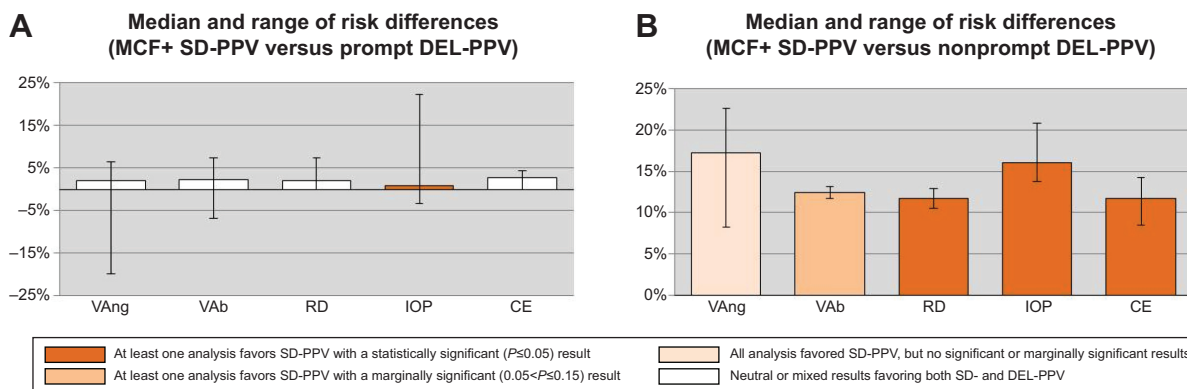 A
Median and range of risk differences
(MCF+ SD-PPV versus prompt DEL-PPV)
25%
15%
5%
–5%
–15%
–25%
VAng VAb RD IOP CE
B
Median and range of risk differences
(MCF+ SD-PPV versus nonprompt DEL-PPV)
25%
20%
15%
10%
5%
0%
VAng VAb RD IOP CE
At least one analysis favors SD-PPV with a statistically significant (P≤0.05) result
At least one analysis favors SD-PPV with a marginally significant (0.05<P≤0.15) result
All analysis favored SD-PPV, but no significant or marginally significant results
Neutral or mixed results favoring both SD- and DEL-PPV